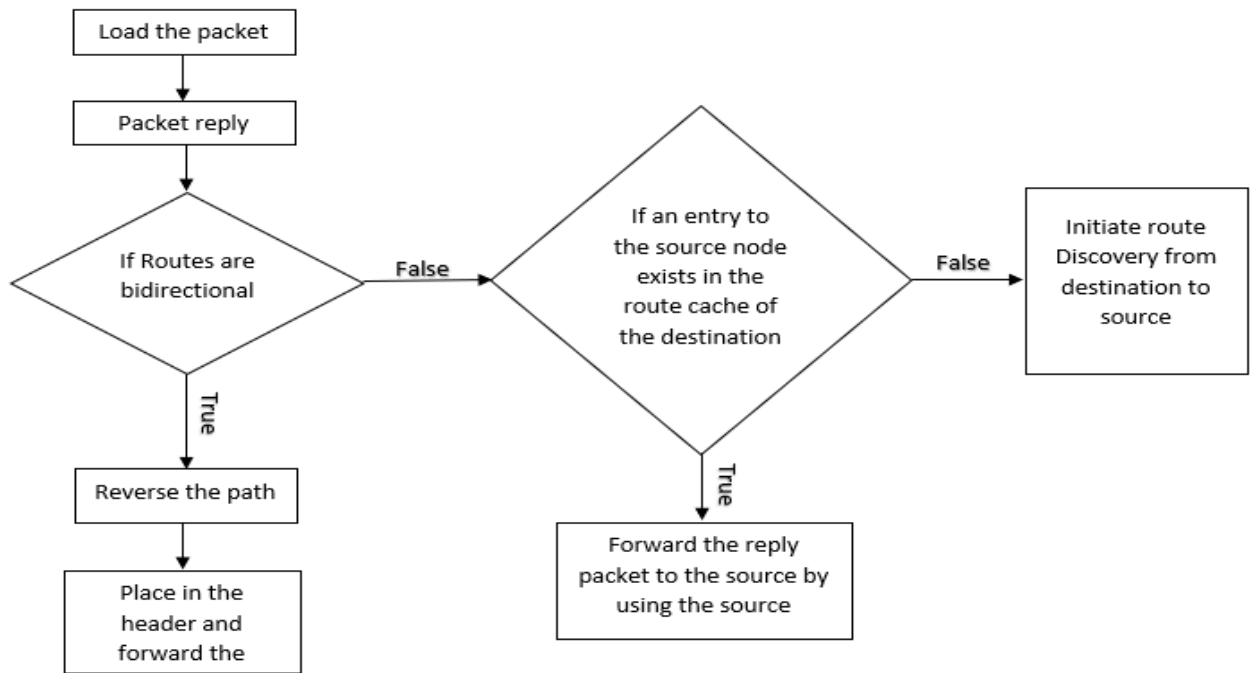 Load the packet
Packet reply
If Routes are
bidirectional
False
If an entry to
the source node
exists in the
route cache of
the destination
False
Initiate route
Discovery from
destination to
source
True
Reverse the path
Place in the
header and
forward the
True
Forward the reply
packet to the source by
using the source